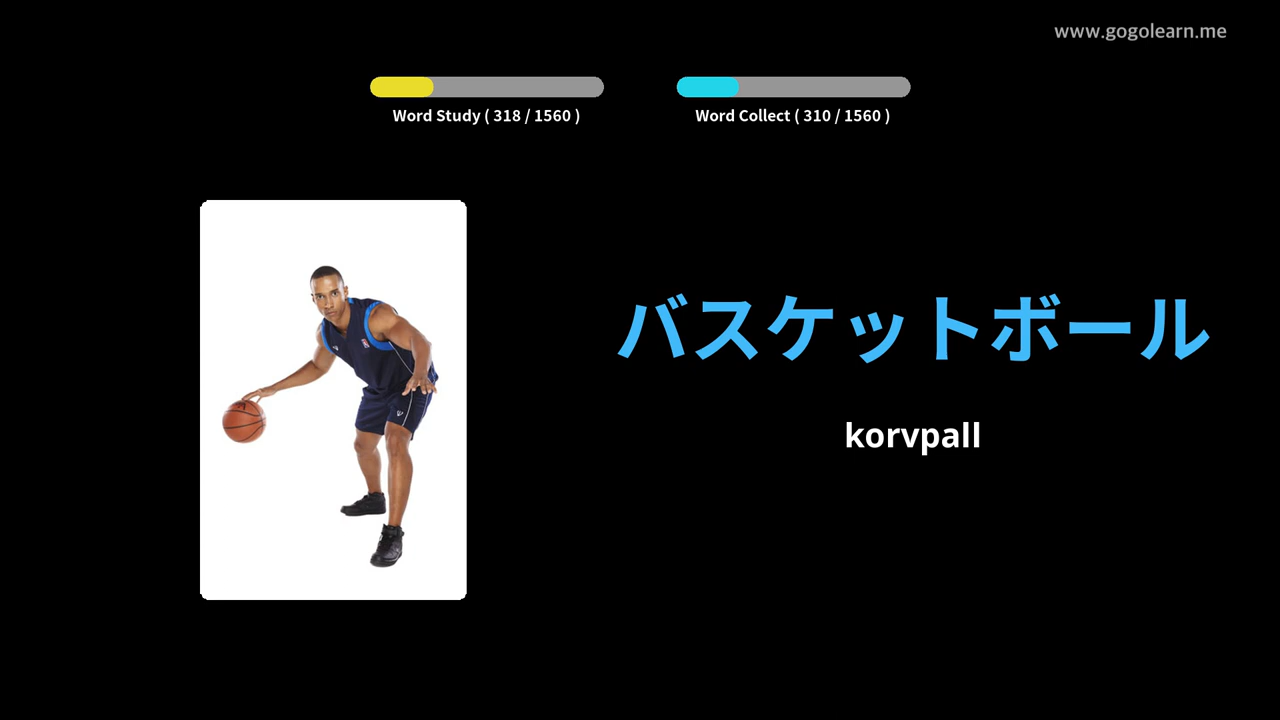 www.gogolearn.me
Word Study ( 318 / 1560 )
Word Collect ( 310 / 1560 )
バスケットボール
korvpall